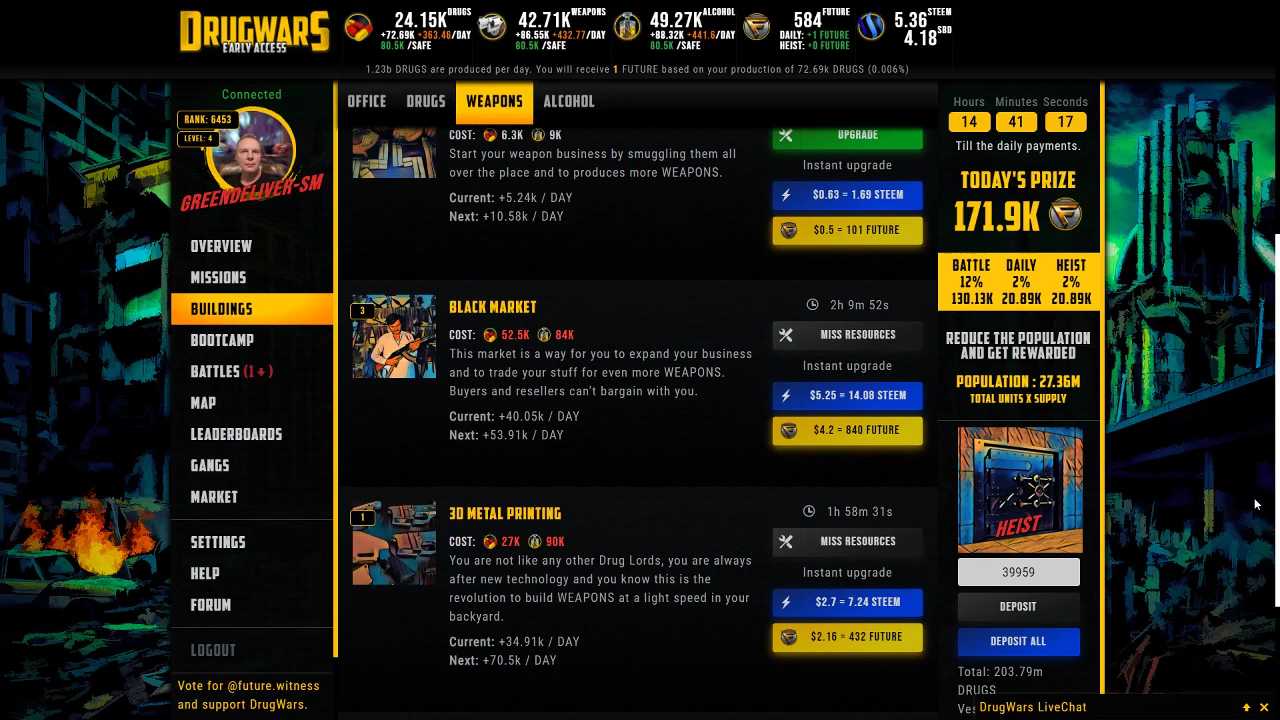 DRUGWARS
EARLY ACCESS
24.15K DRUGS
+72.69K +363.46/DAY
80.5K /SAFE
42.71K WEAPONS
+86.55K +432.77/DAY
80.5K /SAFE
49.27K ALCOHOL
+88.32K +441.6/DAY
80.5K /SAFE
584 FUTURE
DAILY: +1 FUTURE
HEIST: +0 FUTURE
5.36 STEEM
4.18 SBD
1.23b DRUGS are produced per day. You will receive 1 FUTURE based on your production of 72.69k DRUGS (0.006%)
Connected
RANK: 6453
LEVEL: 4
GREENDELIVER-SM
OVERVIEW
MISSIONS
BUILDINGS
BOOTCAMP
BATTLES (1 )
MAP
LEADERBOARDS
GANGS
MARKET
SETTINGS
HELP
FORUM
LOGOUT
Vote for @future.witness
and support DrugWars.
OFFICE DRUGS WEAPONS ALCOHOL
COST: 6.3K 9K
Start your weapon business by smuggling them all
over the place and to produces more WEAPONS.
Current: +5.24k / DAY
Next: +10.58k / DAY
UPGRADE
Instant upgrade
$0.63 = 1.69 STEEM
$0.5 = 101 FUTURE
3
BLACK MARKET
COST: 52.5K 84K
This market is a way for you to expand your business
and to trade your stuff for even more WEAPONS.
Buyers and resellers can't bargain with you.
Current: +40.05k / DAY
Next: +53.91k / DAY
2h 9m 52s
MISS RESOURCES
Instant upgrade
$5.25 = 14.08 STEEM
$4.2 = 840 FUTURE
1
3D METAL PRINTING
COST: 27K 90K
You are not like any other Drug Lords, you are always
after new technology and you know this is the
revolution to build WEAPONS at a light speed in your
backyard.
Current: +34.91k / DAY
Next: +70.5k / DAY
1h 58m 31s
MISS RESOURCES
Instant upgrade
$2.7 = 7.24 STEEM
$2.16 = 432 FUTURE
Hours Minutes Seconds
14 41 17
Till the daily payments.
TODAY'S PRIZE
171.9K
BATTLE DAILY HEIST
12% 2% 2%
130.13K 20.89K 20.89K
REDUCE THE POPULATION
AND GET REWARDED
POPULATION : 27.36M
TOTAL UNITS X SUPPLY
HEIST
39959
DEPOSIT
DEPOSIT ALL
Total: 203.79m
DRUGS
DrugWars LiveChat